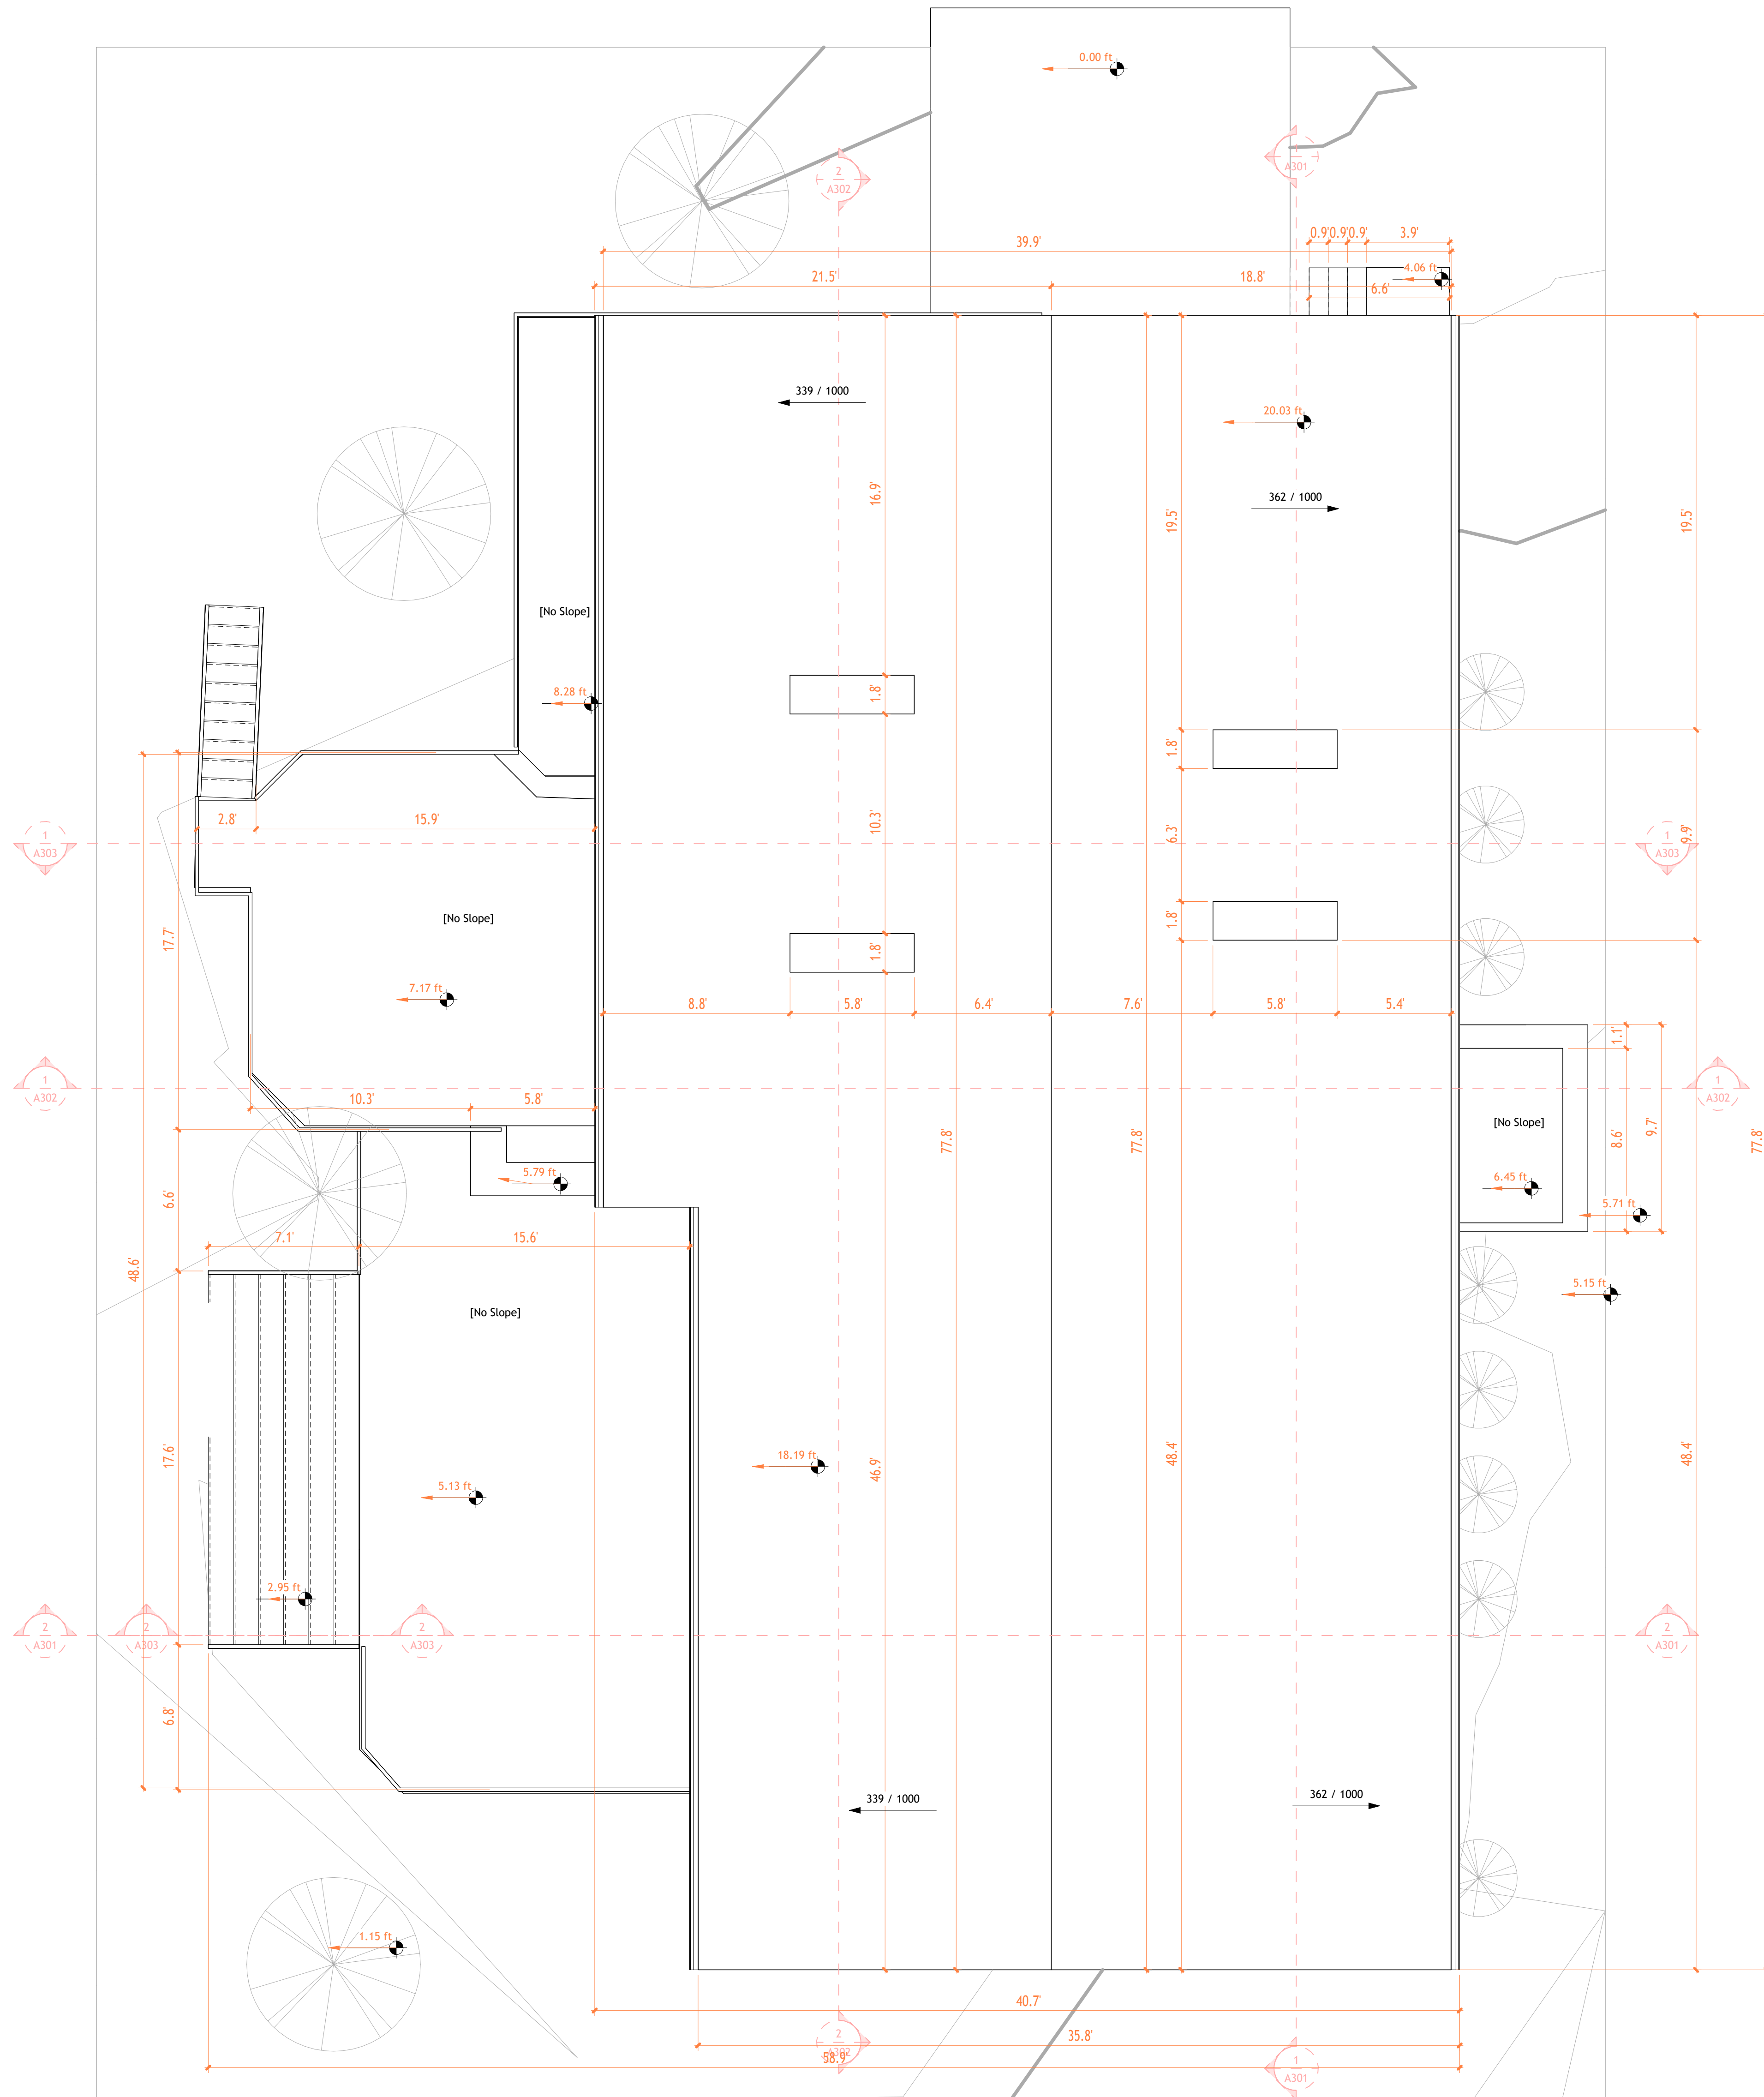 0.00 ft
1
A301
2
A302
39.9'
0.9'
0.9'
0.9'
3.9'
4.06 ft
21.5'
18.8'
6.6'
339 / 1000
20.03 ft
16.9'
362 / 1000
19.5'
19.5'
[No Slope]
8.28 ft
1.8'
1.8'
2.8'
15.9'
10.3'
6.3'
9.9'
1
A303
1
A303
[No Slope]
17.7'
1.8'
1.8'
7.17 ft
8.8'
5.8'
6.4'
7.6'
5.8'
5.4'
1.1'
1
A302
1
A302
10.3'
5.8'
77.8'
77.8'
77.8'
[No Slope]
8.6'
9.7'
5.79 ft
6.45 ft
5.71 ft
6.6'
7.1'
15.6'
48.6'
5.15 ft
[No Slope]
17.6'
18.19 ft
46.9'
48.4'
48.4'
5.13 ft
2.95 ft
2
A301
2
A303
2
A303
2
A301
6.8'
339 / 1000
362 / 1000
1.15 ft
40.7'
2
A302
35.8'
58.9'
1
A301